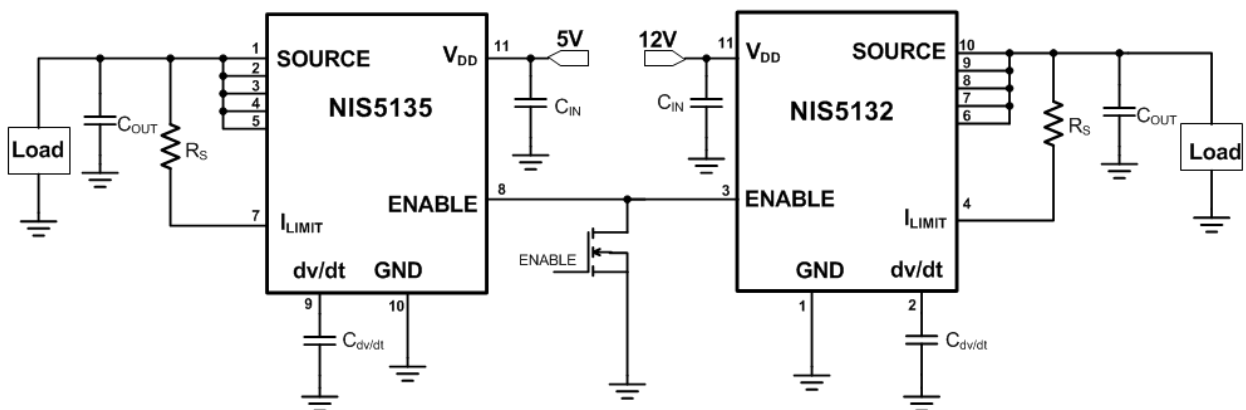 5V
12V
1
11
11
10
SOURCE
V_DD
V_DD
SOURCE
2
9
3
NIS5135
C_IN
C_IN
NIS5132
8
4
7
5
6
C_OUT
R_S
R_S
C_OUT
Load
Load
8
3
ENABLE
ENABLE
7
4
I_LIMIT
I_LIMIT
ENABLE
dv/dt
GND
GND
dv/dt
9
10
1
2
C_dv/dt
C_dv/dt